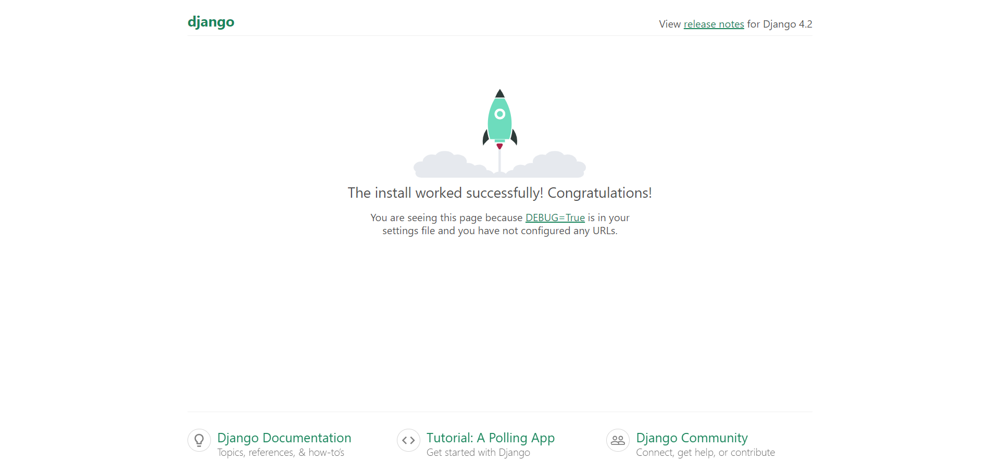 django
View release notes for Django 4.2
The install worked successfully! Congratulations!
You are seeing this page because DEBUG=True is in your
settings file and you have not configured any URLs.
Django Documentation
Topics, references, & how-to’s
Tutorial: A Polling App
Get started with Django
Django Community
Connect, get help, or contribute